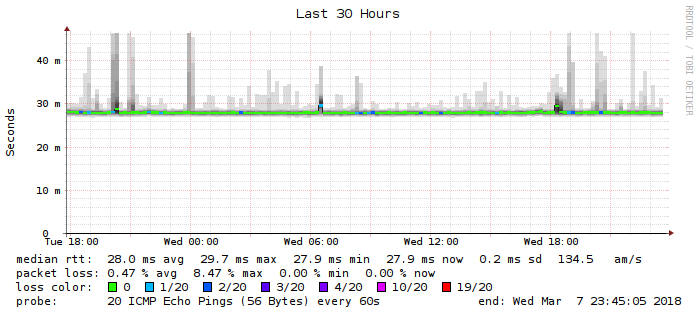 Last 30 Hours
RRDTOOL / TOBI OETIKER
Seconds
40 m
30 m
20 m
10 m
0
Tue 18:00 Wed 00:00 Wed 06:00 Wed 12:00 Wed 18:00
median rtt: 28.0 ms avg 29.7 ms max 27.9 ms min 27.9 ms now 0.2 ms sd 134.5 am/s
packet loss: 0.47 % avg 8.47 % max 0.00 % min 0.00 % now
loss color: 0 1/20 2/20 3/20 4/20 10/20 19/20
probe: 20 ICMP Echo Pings (56 Bytes) every 60s end: Wed Mar 7 23:45:05 2018